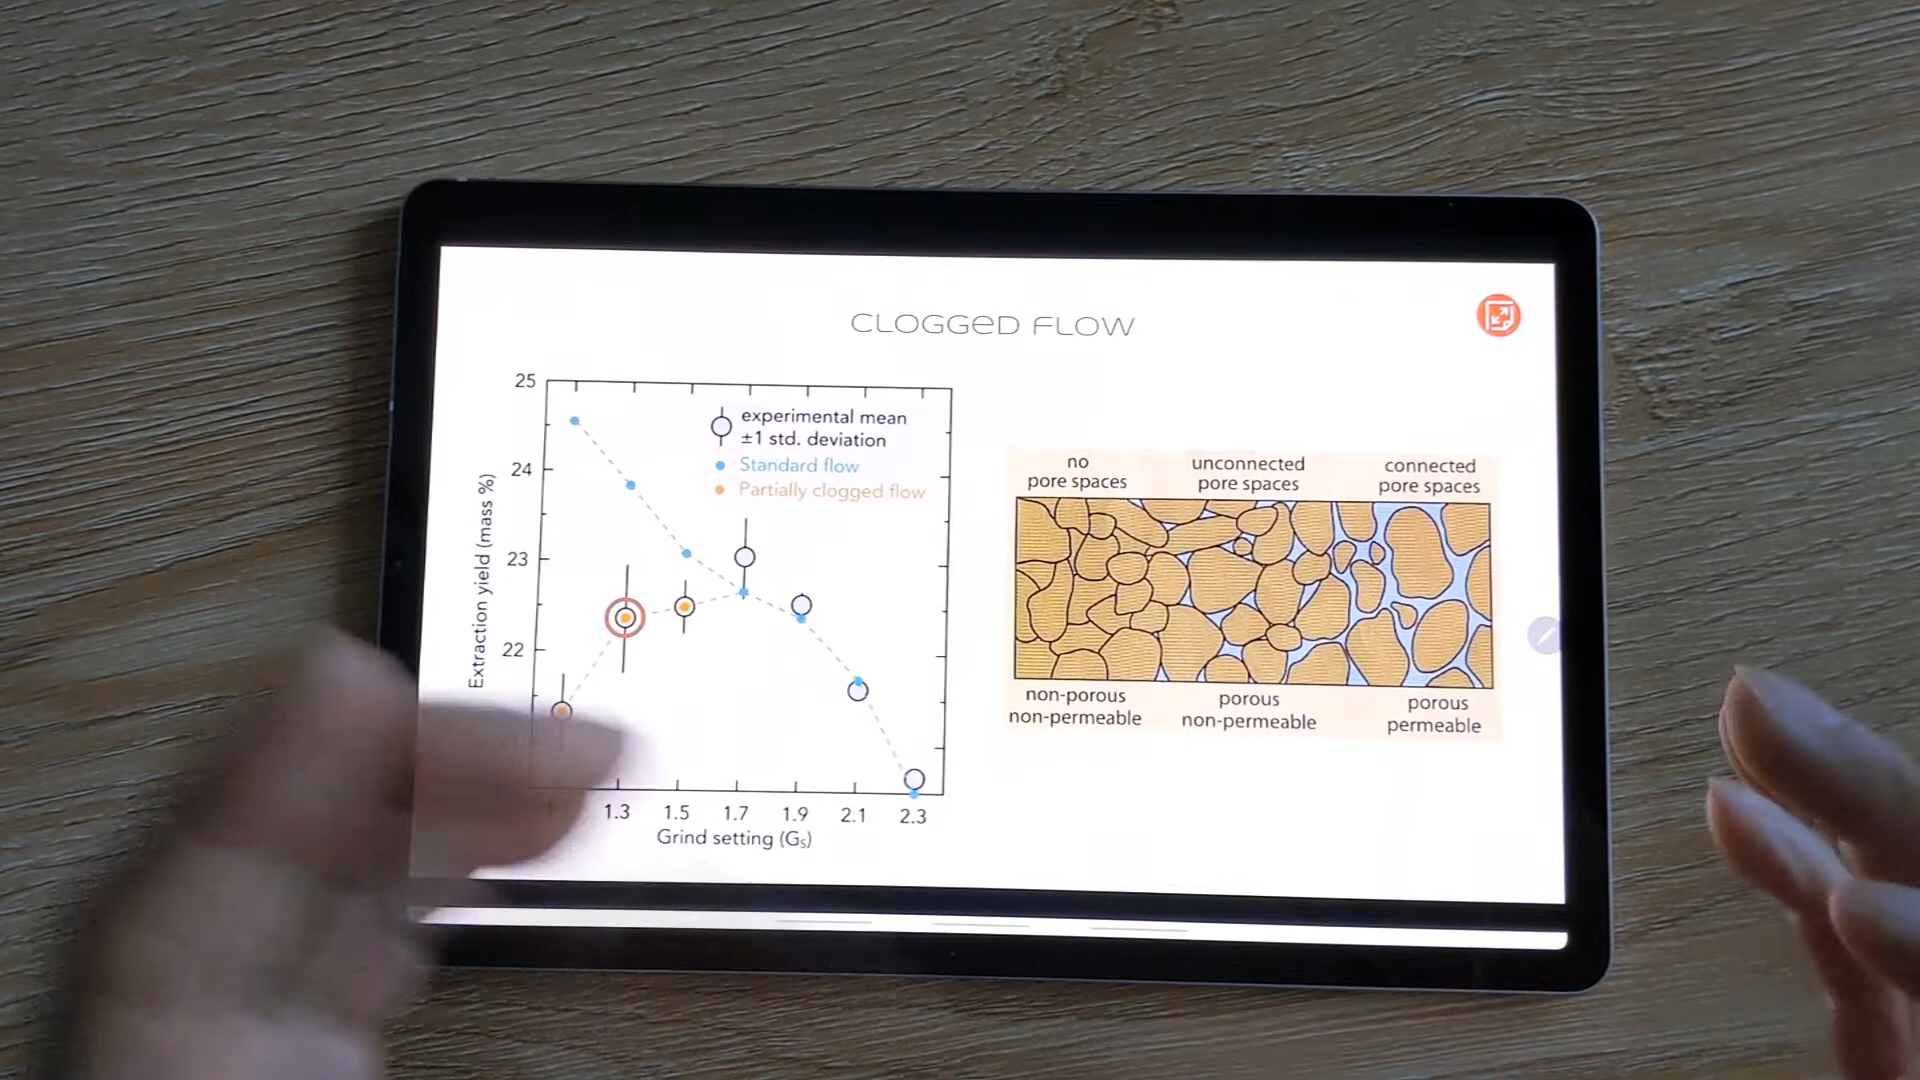 CLOGGED FLOW
25
24
23
22
Extraction yield (mass %)
experimental mean
±1 std. deviation
Standard flow
Partially clogged flow
1.3 1.5 1.7 1.9 2.1 2.3
Grind setting (Gs)
no
pore spaces
unconnected
pore spaces
connected
pore spaces
non-porous
non-permeable
porous
non-permeable
porous
permeable